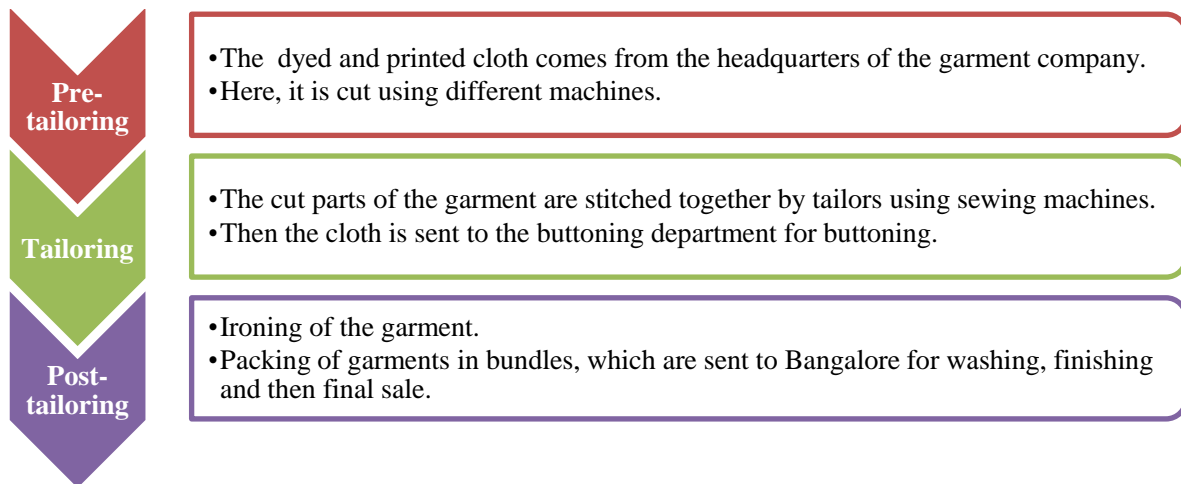 Pre-
tailoring
•The  dyed and printed cloth comes from the headquarters of the garment company.
•Here, it is cut using different machines.
Tailoring
•The cut parts of the garment are stitched together by tailors using sewing machines.
•Then the cloth is sent to the buttoning department for buttoning.
Post-
tailoring
•Ironing of the garment.
•Packing of garments in bundles, which are sent to Bangalore for washing, finishing
and then final sale.